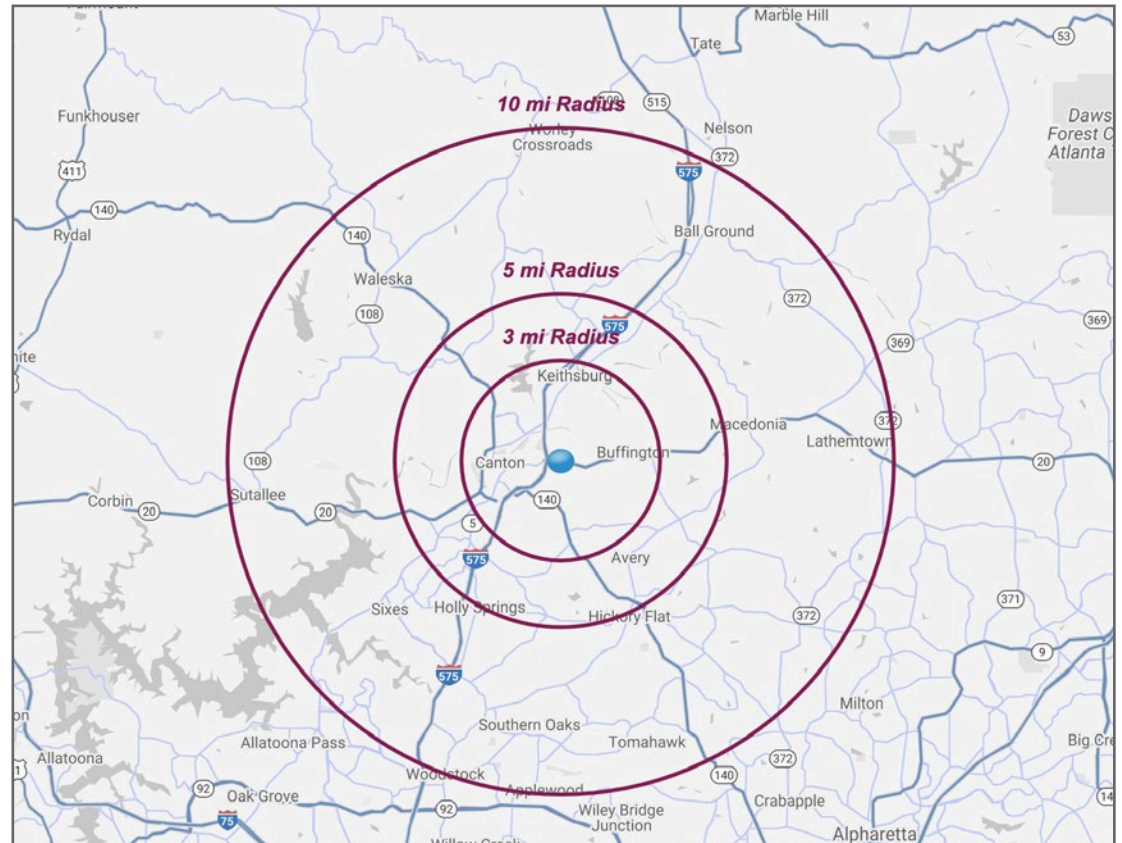 Marble Hill
53
Tate
10 mi Radius
515
Funkhouser
Daws
Forest C
Atlanta
Worley
Crossroads
Nelson
372
575
411
140
Rydal
140
Ball Ground
5 mi Radius
Waleska
372
108
369
575
3 mi Radius
369
Keithsburg
372
Macedonia
Lathemtown
Buffington
Canton
108
20
Sutallee
Corbin
20
20
140
5
575
Avery
Sixes
Holly Springs
Hickory Flat
371
372
9
575
Milton
Southern Oaks
Allatoona Pass
Tomahawk
Big Cre
Allatoona
372
Woodstock
140
92
Oak Grove
Applewood
92
Wiley Bridge
Junction
Crabapple
14
75
Alpharetta